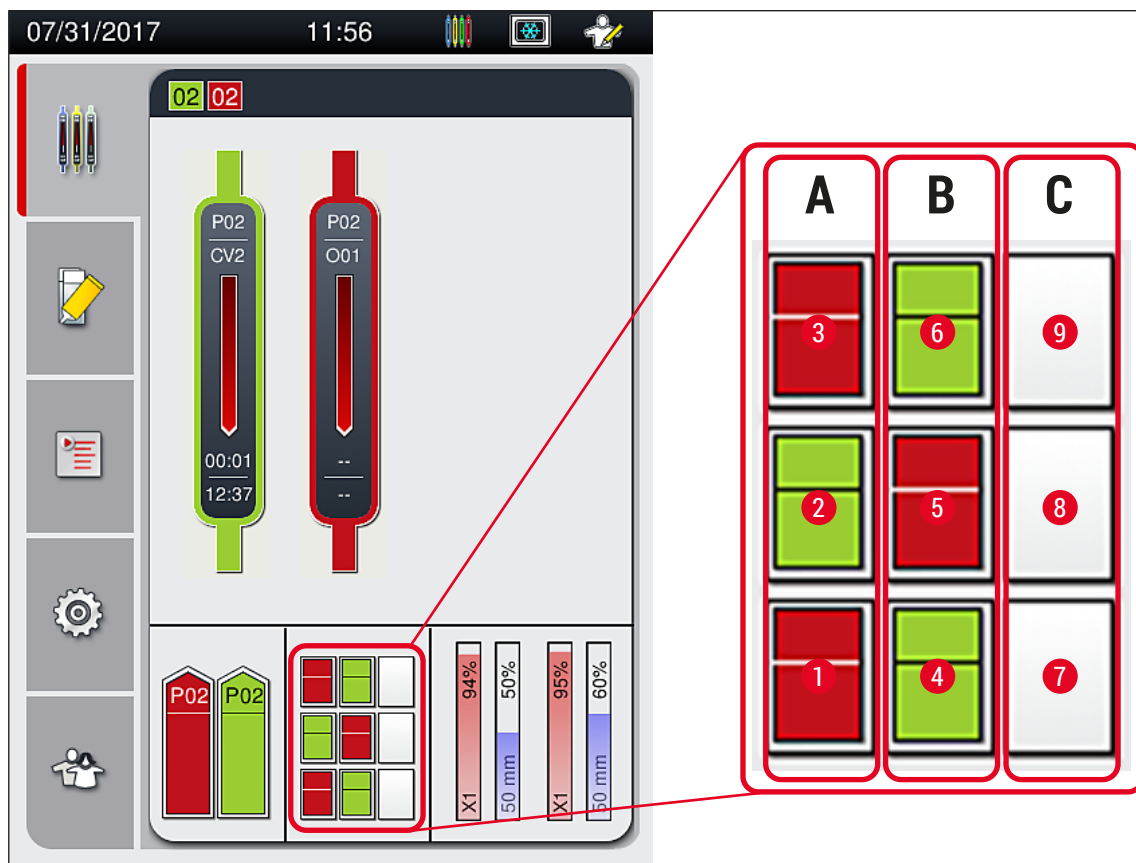 07/31/2017 11:56
02 02
P02 P02
CV2 O01
00:01 --
12:37 --
P02 P02
X1 94%
50 mm 50%
X1 95%
60 mm 60%
A B C
3 6 9
2 5 8
1 4 7